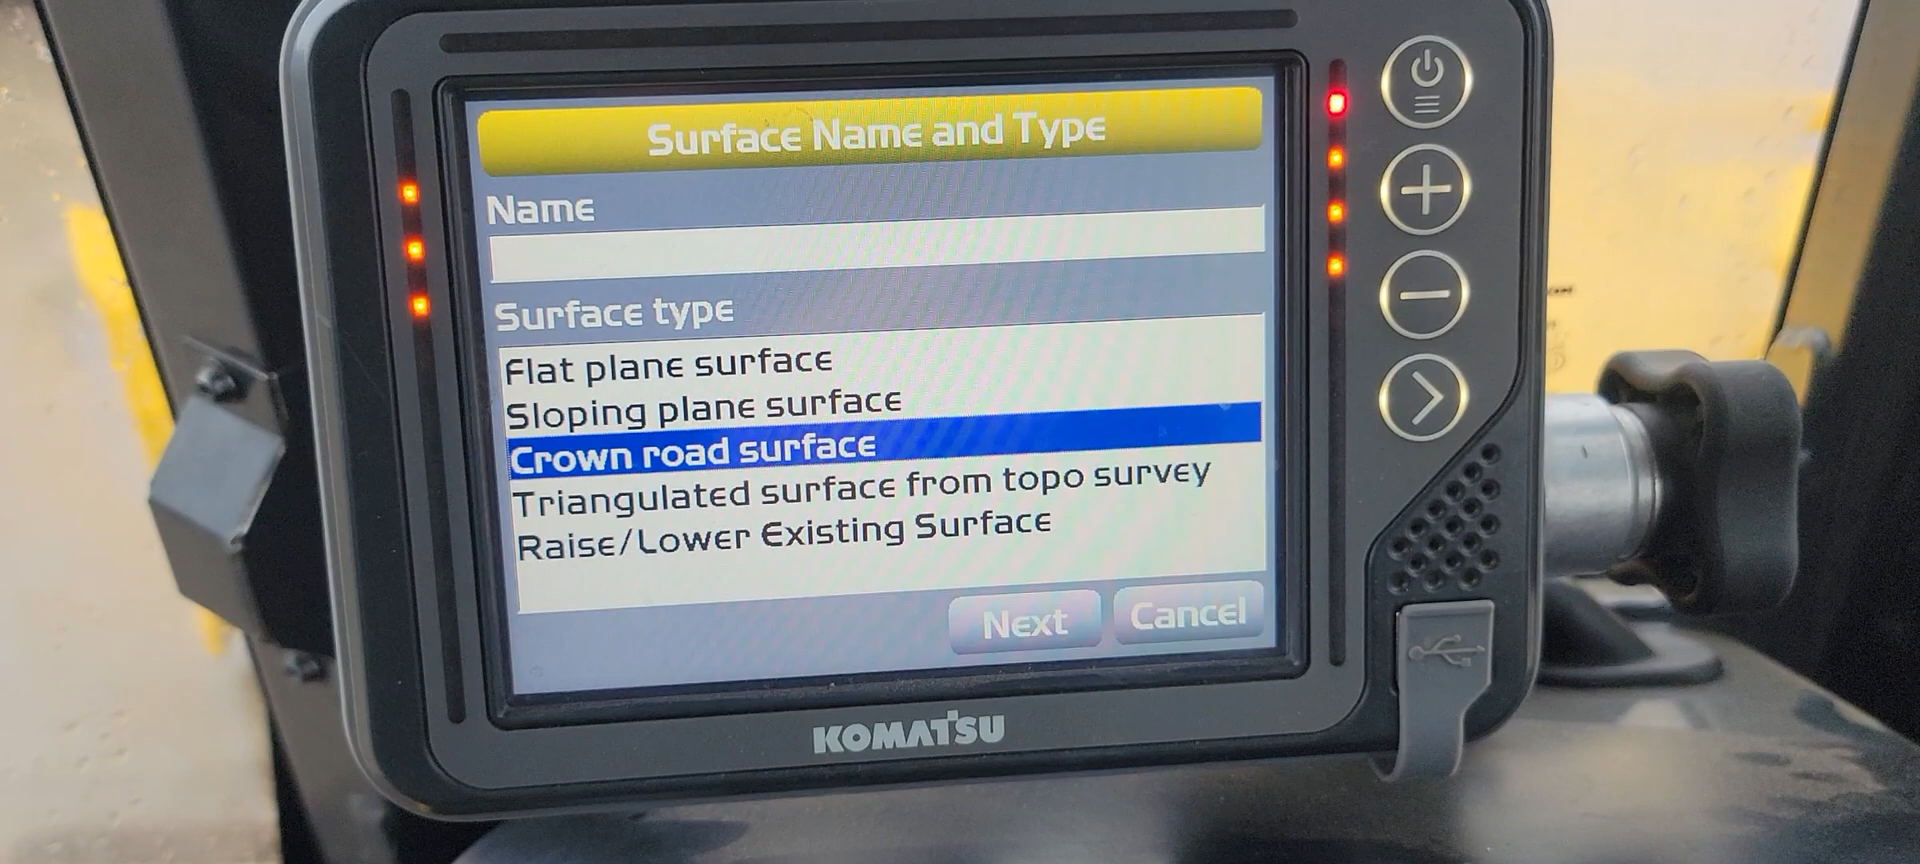 Surface Name and Type
Name
Surface type
Flat plane surface
Sloping plane surface
Crown road surface
Triangulated surface from topo survey
Raise/Lower Existing Surface
Next
Cancel
KOMATSU